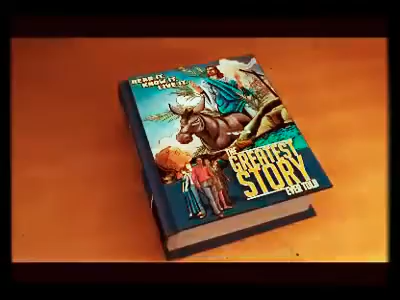 READ IT.
KNOW IT.
LIVE IT.
THE
GREATEST
STORY
EVER TOLD